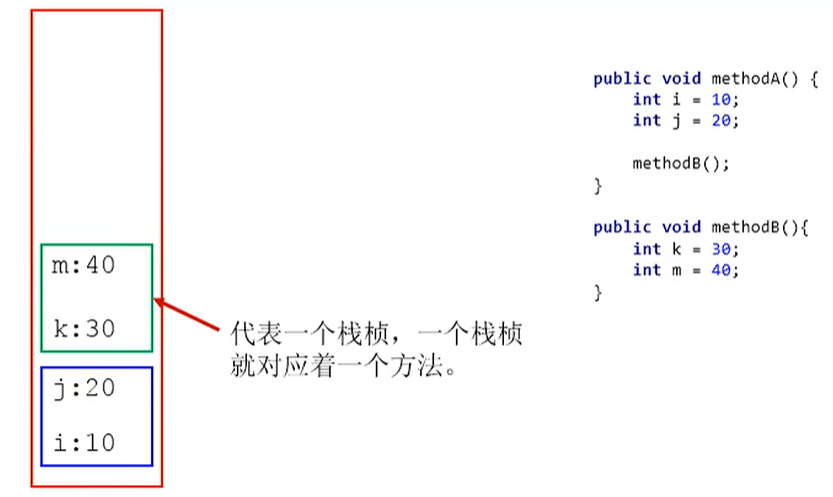 m:40
k:30
j:20
i:10
代表一个栈桢，一个栈桢
就对应着一个方法。
public void methodA() {
    int i = 10;
    int j = 20;
    methodB();
}
public void methodB(){
    int k = 30;
    int m = 40;
}